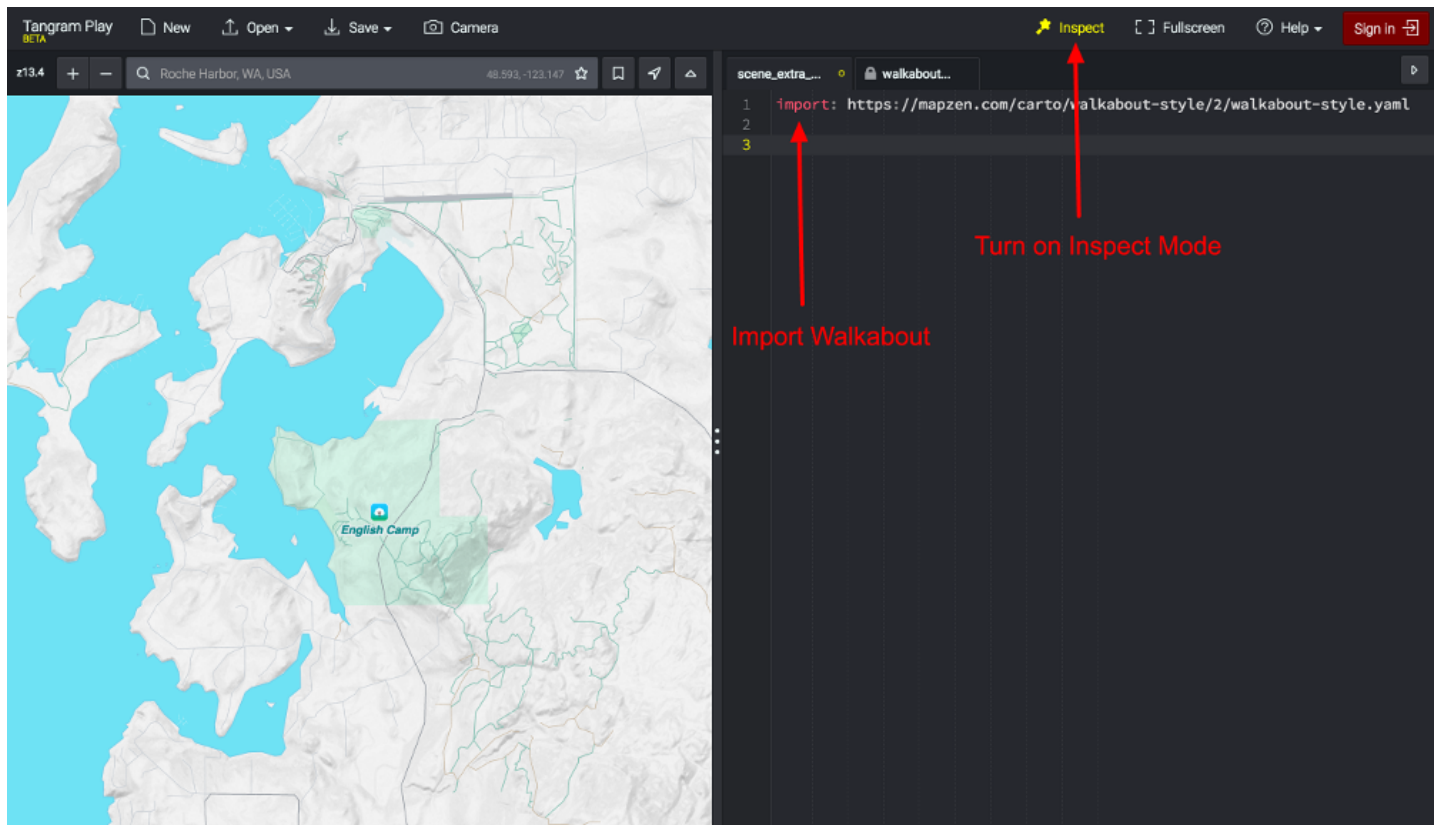 Tangram Play New Open Save Camera Inspect Fullscreen Help Sign in
BETA
z13.4 + − Roche Harbor, WA, USA 48.593, -123.147
scene_extra_... walkabout...
1 import: https://mapzen.com/carto/walkabout-style/2/walkabout-style.yaml
2
3
Turn on Inspect Mode
Import Walkabout
English Camp